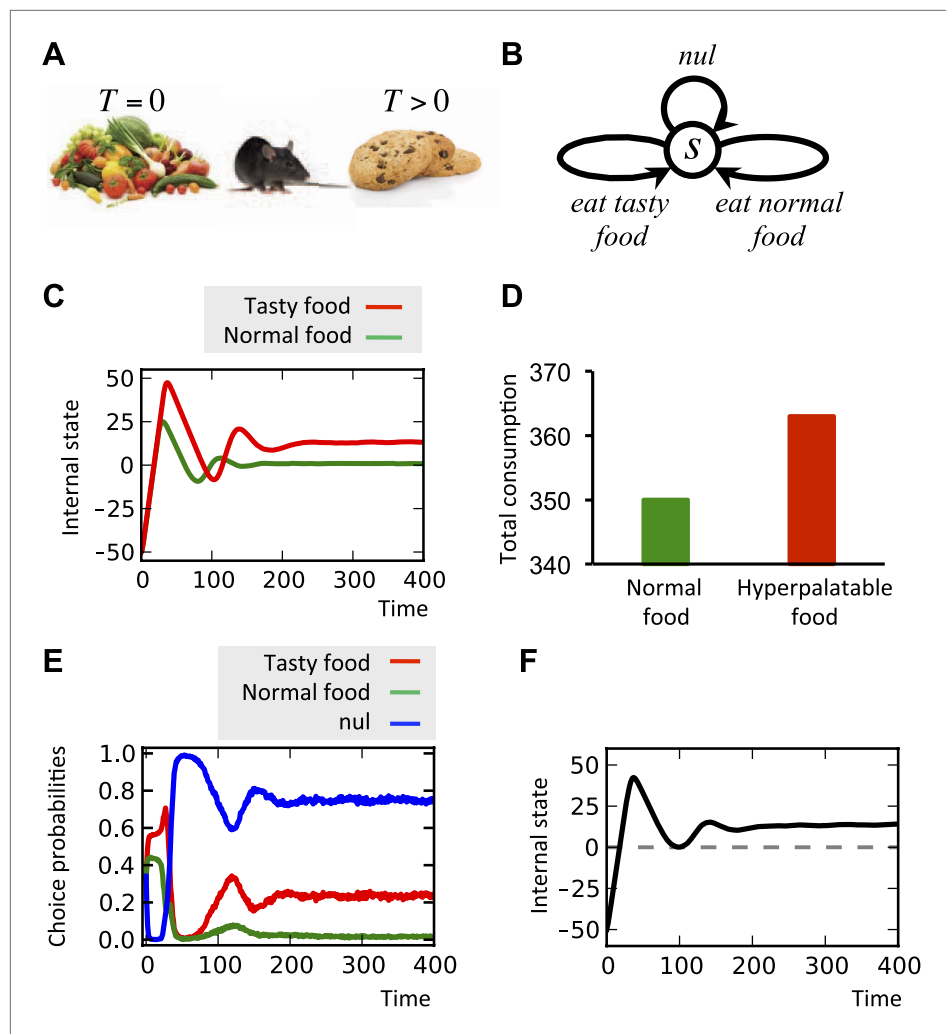 A
T = 0
T > 0
B
nul
S
eat tasty
food
eat normal
food
C
Tasty food
Normal food
Internal state
50
25
0
−25
−50
0 100 200 300 400
Time
D
Total consumption
370
360
350
340
Normal
food
Hyperpalatable
food
E
Tasty food
Normal food
nul
Choice probabilities
1.0
0.8
0.6
0.4
0.2
0.0
0 100 200 300 400
Time
F
Internal state
50
25
0
−25
−50
0 100 200 300 400
Time